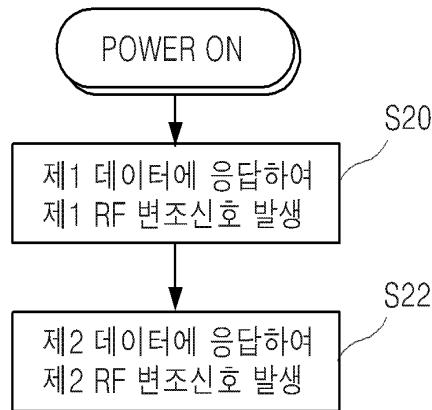 POWER ON
S20
제1 데이터에 응답하여
제1 RF 변조신호 발생
S22
제2 데이터에 응답하여
제2 RF 변조신호 발생